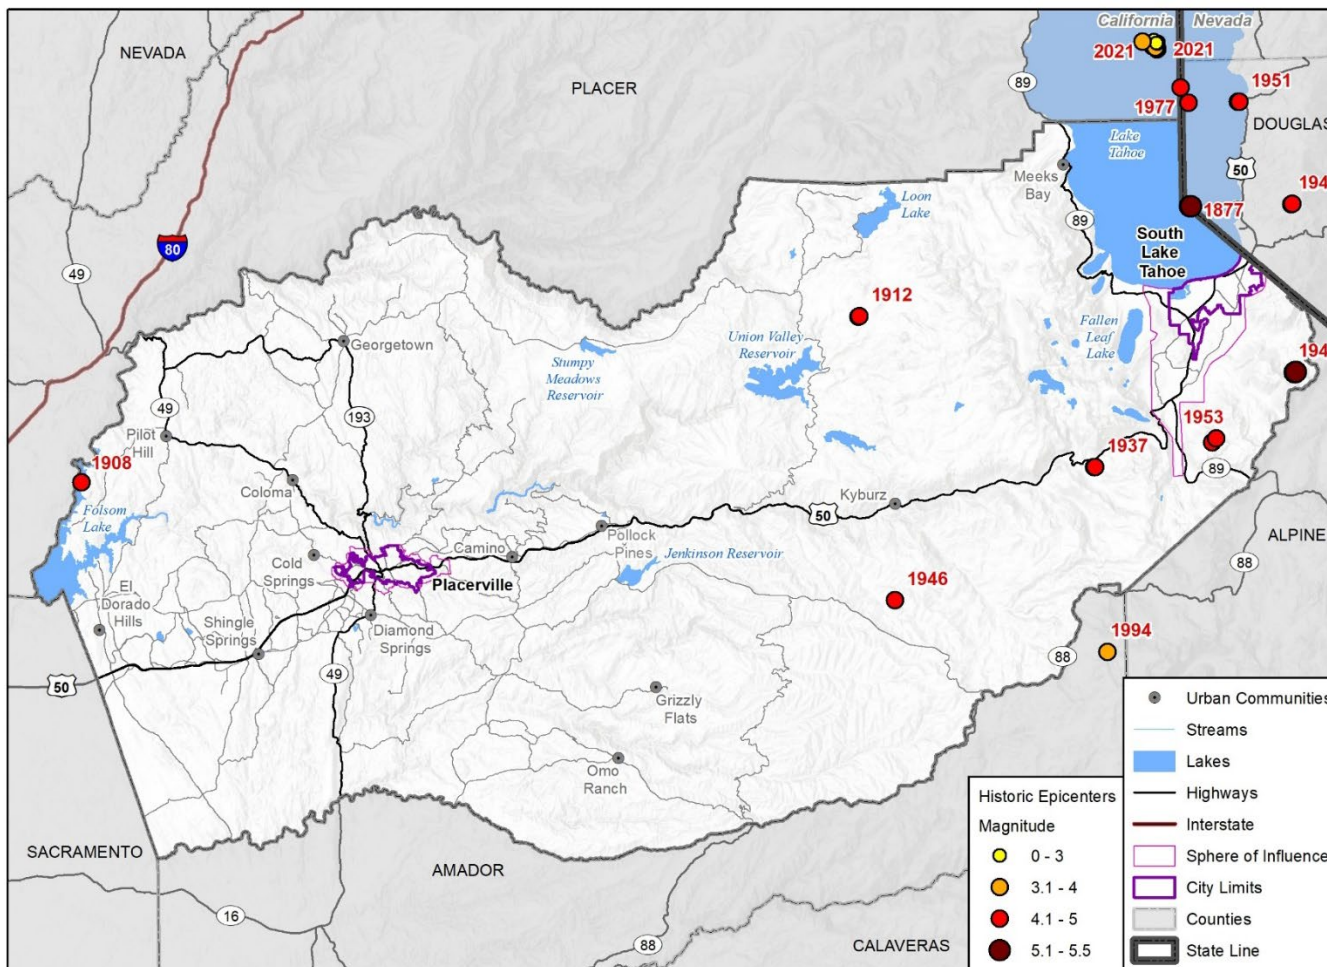 California
Nevada
NEVADA
2021
2021
89
1951
PLACER
1977
DOUGLAS
Lake
Tahoe
Meeks
Bay
50
194
Loon
Lake
89
1877
49
80
South
Lake
Tahoe
1912
Georgetown
Union Valley
Reservoir
Fallen
Leaf
Lake
Stumpy
Meadows
Reservoir
194
49
193
Pilot
Hill
1953
1908
1937
89
Coloma
Kyburz
50
Folsom
Lake
Pollock
Pines
ALPINE
Camino
Jenkinson Reservoir
88
Cold
Springs
Placerville
El
Dorado
Hills
1946
Shingle
Springs
Diamond
Springs
1994
88
49
50
Grizzly
Flats
Omo
Ranch
SACRAMENTO
AMADOR
16
88
CALAVERAS
Historic Epicenters
Magnitude
0 - 3
3.1 - 4
4.1 - 5
5.1 - 5.5
Urban Communities
Streams
Lakes
Highways
Interstate
Sphere of Influence
City Limits
Counties
State Line